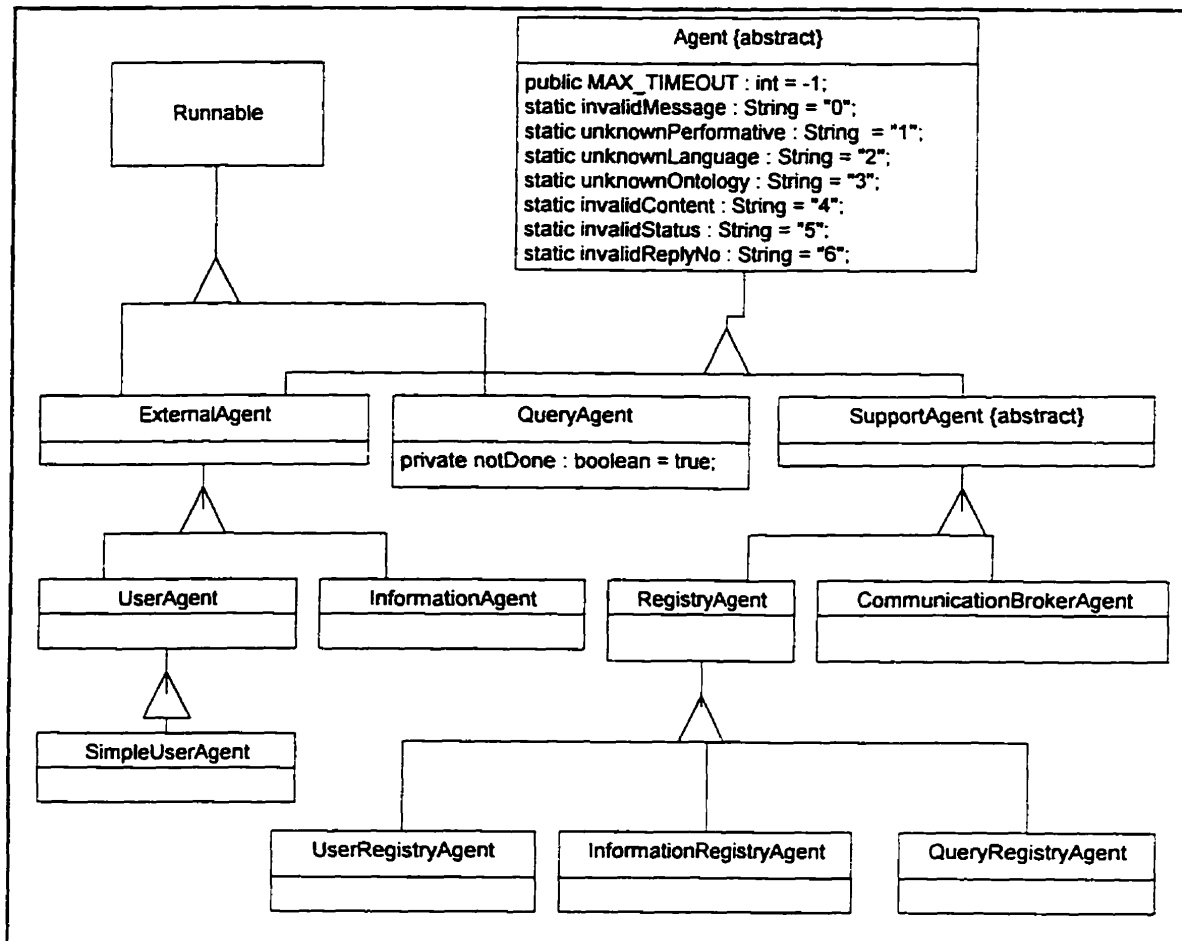 Agent {abstract}
public MAX_TIMEOUT : int = -1;
static invalidMessage : String = "0";
static unknownPerformative : String = "1";
static unknownLanguage : String = "2";
static unknownOntology : String = "3";
static invalidContent : String = "4";
static invalidStatus : String = "5";
static invalidReplyNo : String = "6";
Runnable
ExternalAgent
QueryAgent
private notDone : boolean = true;
SupportAgent {abstract}
UserAgent
InformationAgent
RegistryAgent
CommunicationBrokerAgent
SimpleUserAgent
UserRegistryAgent
InformationRegistryAgent
QueryRegistryAgent